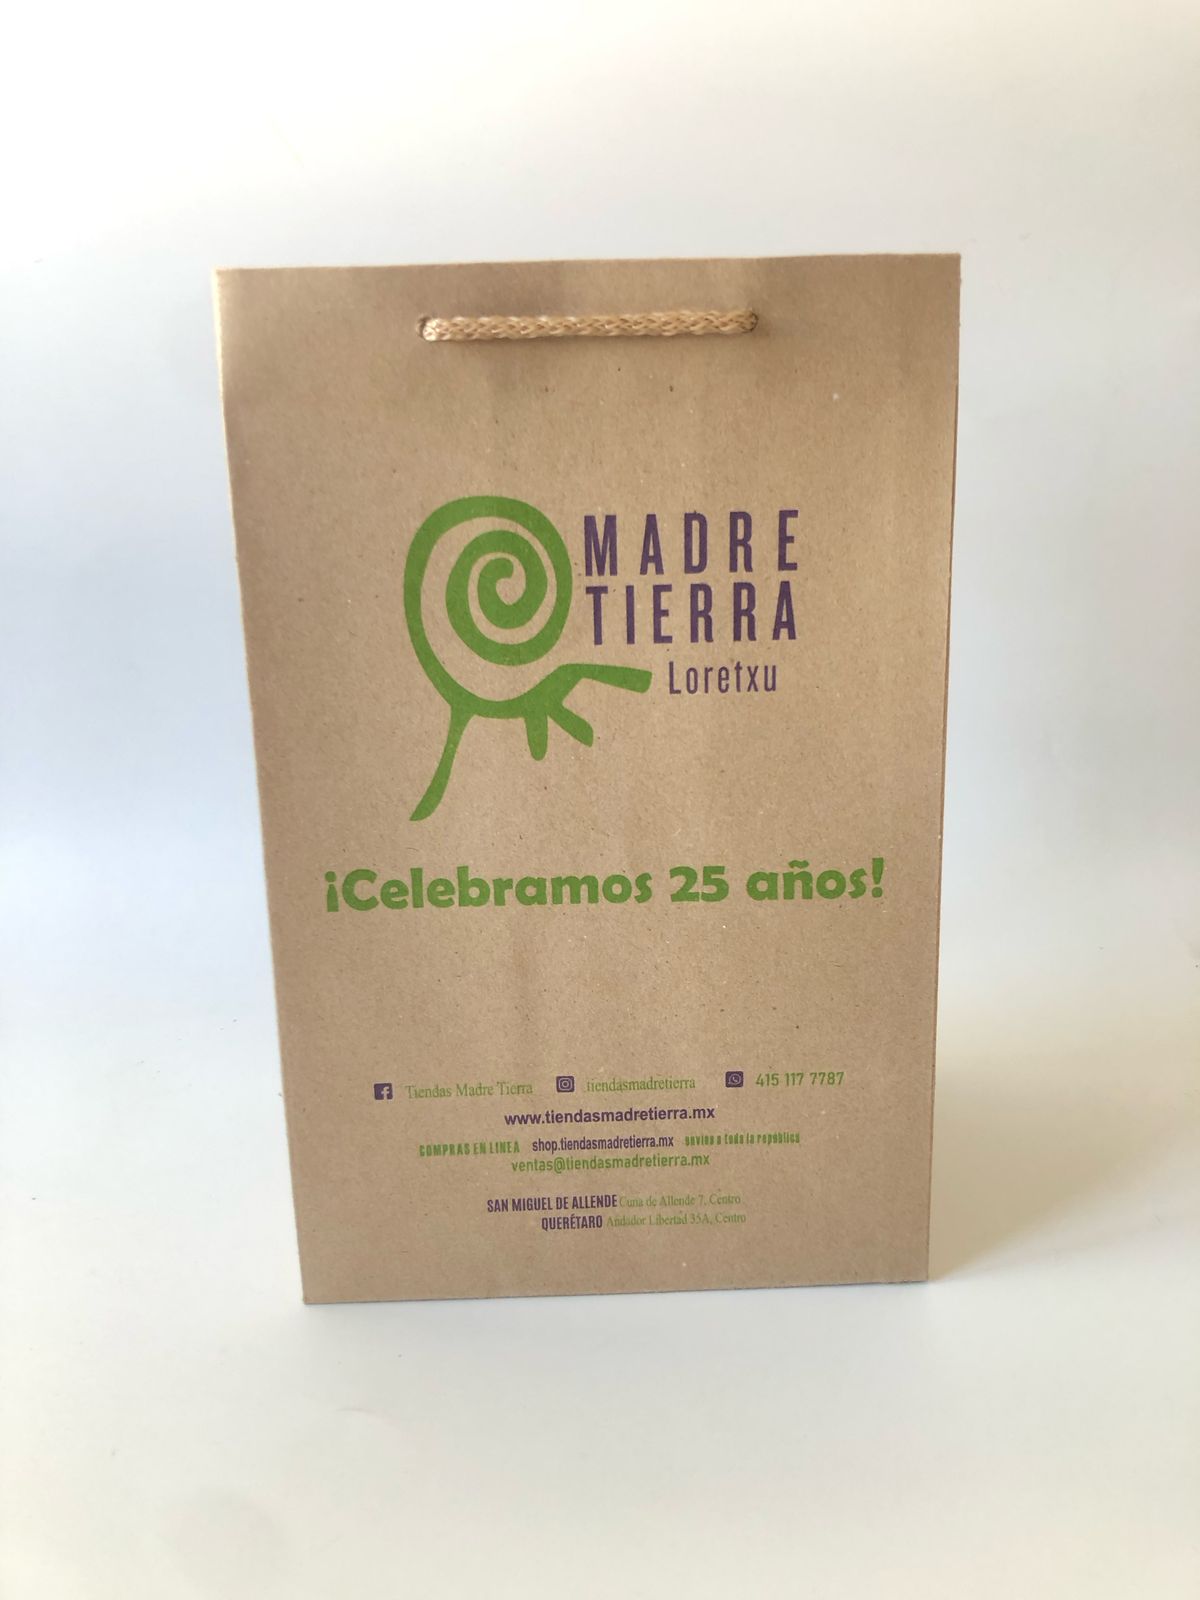 MADRE
TIERRA
Loretxu
¡Celebramos 25 años!
Tiendas Madre Tierra tiendasmadretierra 415 117 7787
www.tiendasmadretierra.mx
COMPRAS EN LINEA shop.tiendasmadretierra.mx envíos a toda la república
ventas@tiendasmadretierra.mx
SAN MIGUEL DE ALLENDE Cuna de Allende 7, Centro
QUERÉTARO Andador Libertad 35A, Centro